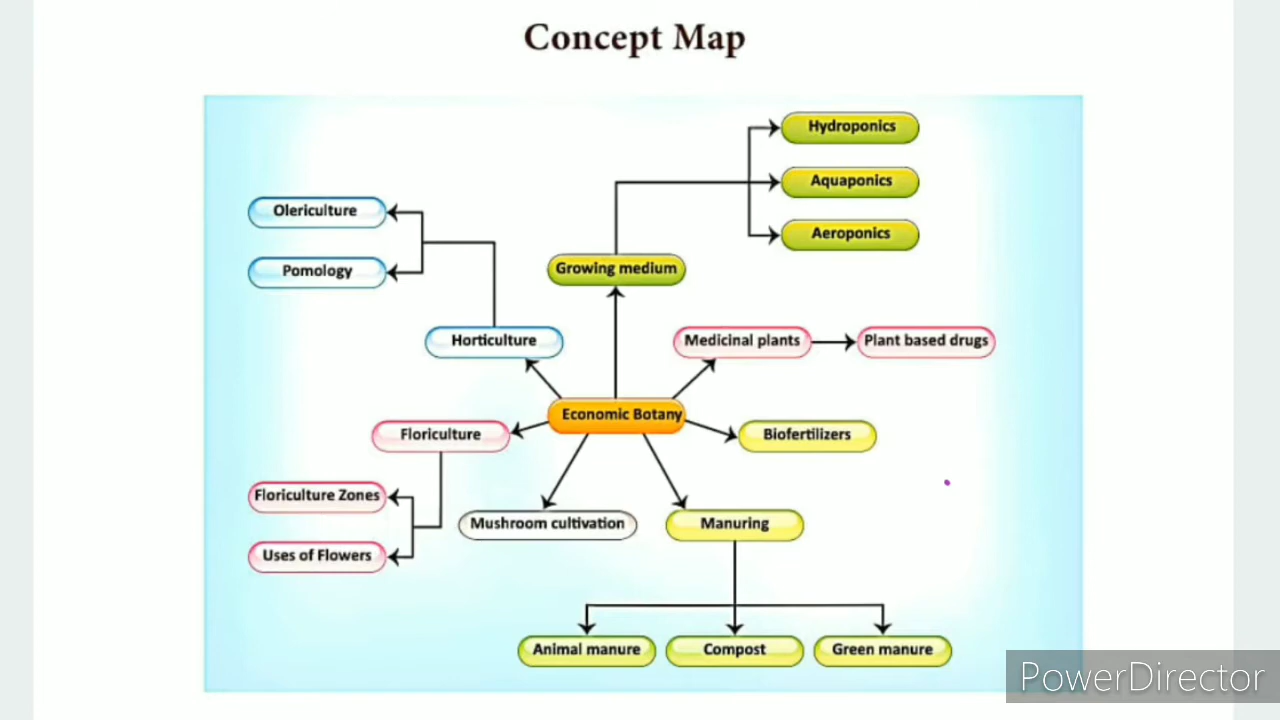 Concept Map
Hydroponics
Aquaponics
Aeroponics
Olericulture
Pomology
Growing medium
Horticulture
Medicinal plants
Plant based drugs
Economic Botany
Floriculture
Biofertilizers
Floriculture Zones
Uses of Flowers
Mushroom cultivation
Manuring
Animal manure
Compost
Green manure
PowerDirector